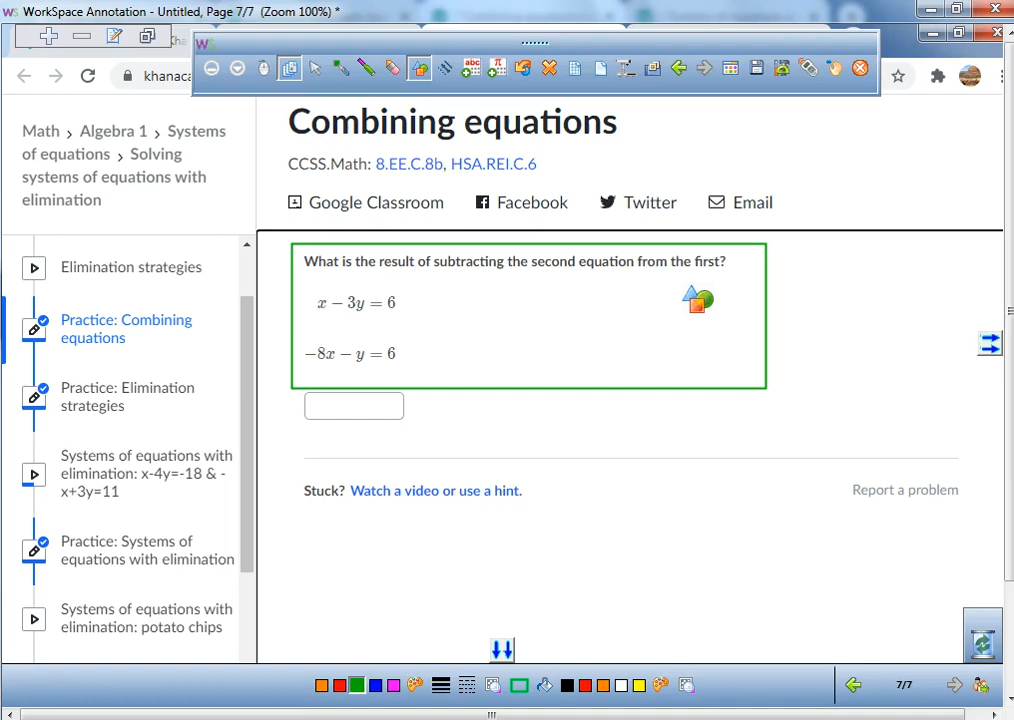 WorkSpace Annotation - Untitled, Page 7/7 (Zoom 100%) *
khanaca
abc
π
Math › Algebra 1 › Systems
of equations › Solving
systems of equations with
elimination
Elimination strategies
Practice: Combining
equations
Practice: Elimination
strategies
Systems of equations with
elimination: x-4y=-18 & -
x+3y=11
Practice: Systems of
equations with elimination
Systems of equations with
elimination: potato chips
Combining equations
CCSS.Math: 8.EE.C.8b, HSA.REI.C.6
Google Classroom Facebook Twitter Email
What is the result of subtracting the second equation from the first?
x − 3y = 6
−8x − y = 6
Stuck? Watch a video or use a hint.
Report a problem
7/7